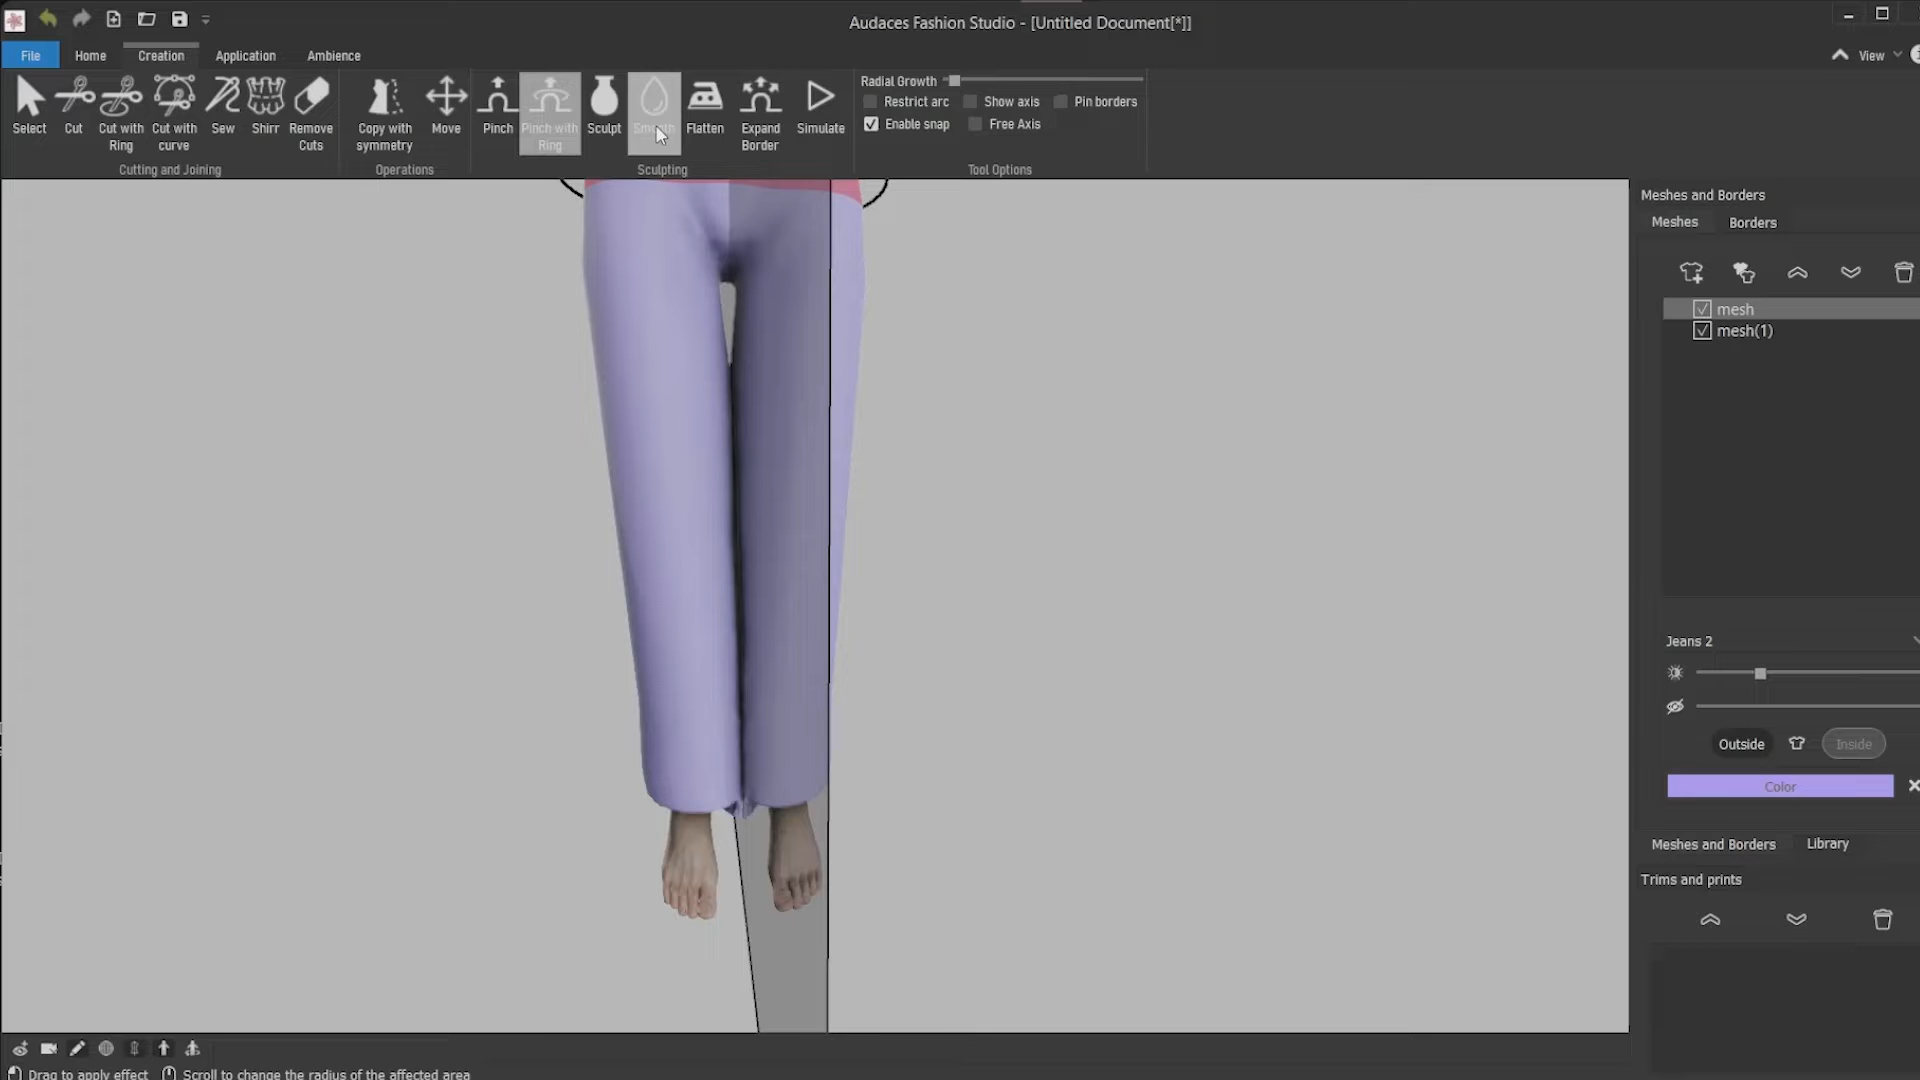 Audaces Fashion Studio - [Untitled Document[*]]
File Home Creation Application Ambience View
Select Cut Cut with Ring Cut with curve Sew Shirr Remove Cuts
Cutting and Joining
Copy with symmetry Move
Operations
Pinch Pinch with Ring Sculpt Smooth Flatten Expand Border Simulate
Sculpting
Radial Growth
Restrict arc Show axis Pin borders
Enable snap Free Axis
Tool Options
Meshes and Borders
Meshes Borders
mesh
mesh(1)
Jeans 2
Outside Inside
Color
Meshes and Borders Library
Trims and prints
Drag to apply effect Scroll to change the radius of the affected area